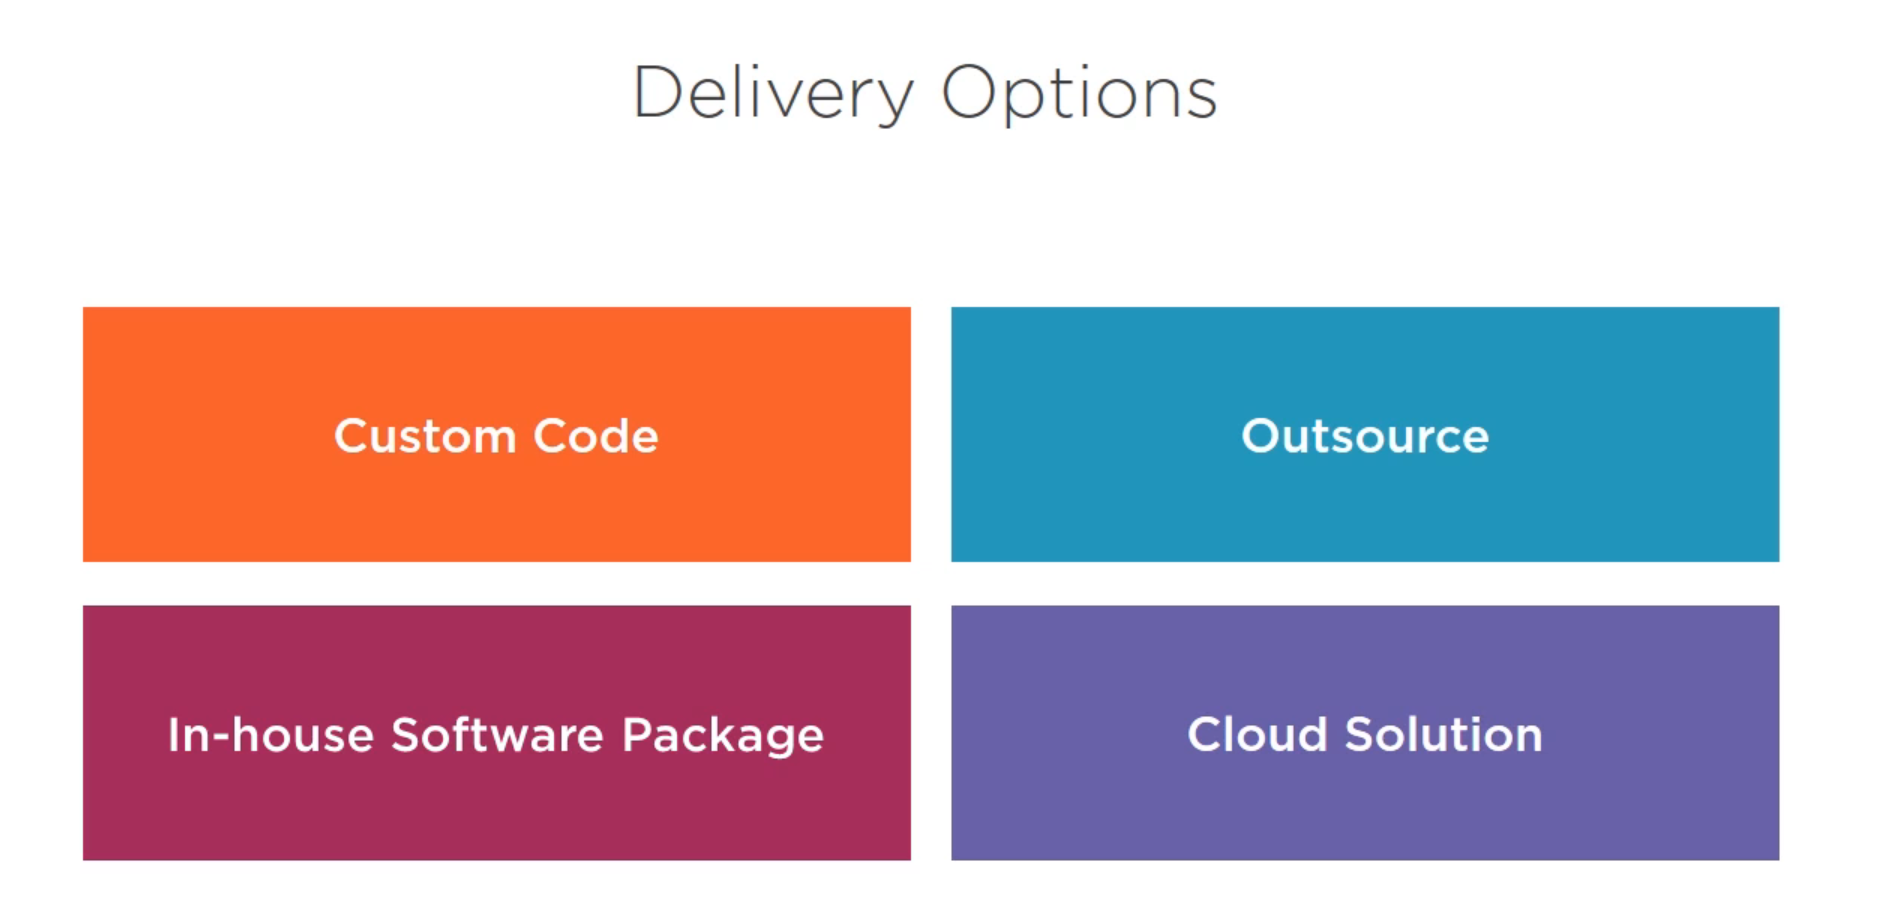 Delivery Options
Custom Code
Outsource
In-house Software Package
Cloud Solution